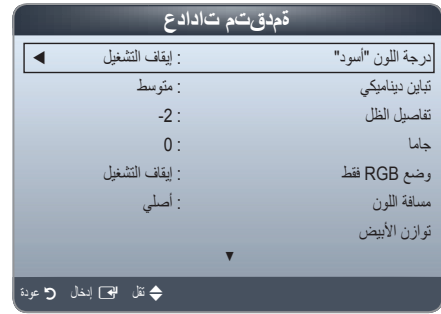 ةمدقتم تادادع
درجة اللون "أسود" : إيقاف التشغيل ◀
تباين ديناميكي : متوسط
تفاصيل الظل : 2-
جاما : 0
وضع RGB فقط : إيقاف التشغيل
مسافة اللون : أصلي
توازن الأبيض
▼
نقل إدخال عودة